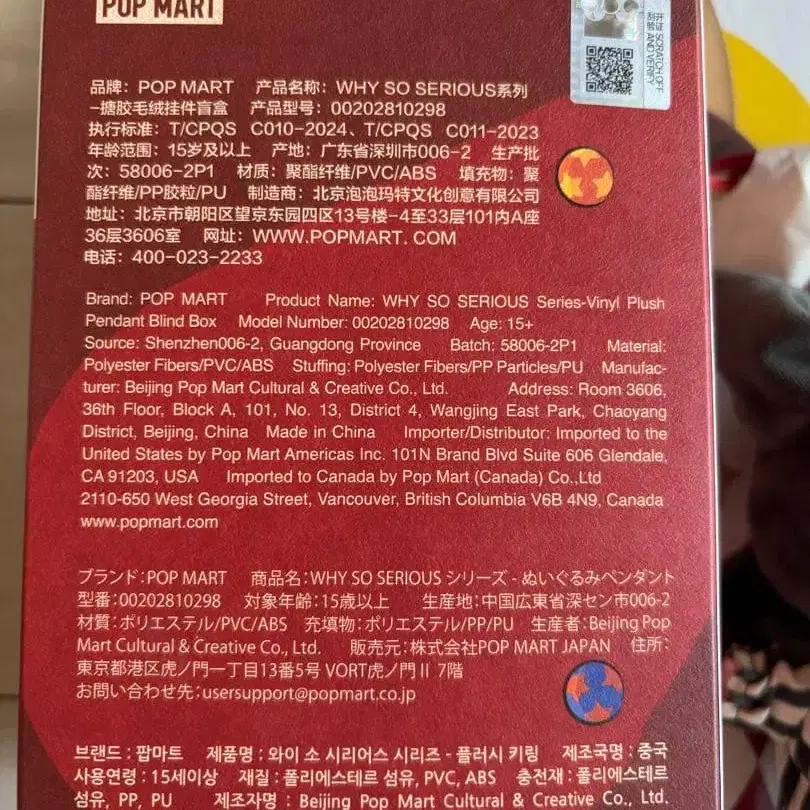 POP MART
开证 SCRATCH OFF
刮验 AND VERIFY
品牌：POP MART 产品名称：WHY SO SERIOUS系列
-搪胶毛绒挂件盲盒 产品型号：00202810298
执行标准：T/CPQS C010-2024、T/CPQS C011-2023
年龄范围：15岁及以上 产地：广东省深圳市006-2 生产批
次：58006-2P1 材质：聚酯纤维/PVC/ABS 填充物：聚
酯纤维/PP胶粒/PU 制造商：北京泡泡玛特文化创意有限公司
地址：北京市朝阳区望京东园四区13号楼-4至33层101内A座
36层3606室 网址：WWW.POPMART.COM
电话：400-023-2233
Brand: POP MART Product Name: WHY SO SERIOUS Series-Vinyl Plush
Pendant Blind Box Model Number: 00202810298 Age: 15+
Source: Shenzhen006-2, Guangdong Province Batch: 58006-2P1 Material:
Polyester Fibers/PVC/ABS Stuffing: Polyester Fibers/PP Particles/PU Manufac-
turer: Beijing Pop Mart Cultural & Creative Co., Ltd. Address: Room 3606,
36th Floor, Block A, 101, No. 13, District 4, Wangjing East Park, Chaoyang
District, Beijing, China Made in China Importer/Distributor: Imported to the
United States by Pop Mart Americas Inc. 101N Brand Blvd Suite 606 Glendale,
CA 91203, USA Imported to Canada by Pop Mart (Canada) Co.,Ltd
2110-650 West Georgia Street, Vancouver, British Columbia V6B 4N9, Canada
www.popmart.com
ブランド：POP MART 商品名：WHY SO SERIOUS シリーズ - ぬいぐるみペンダント
型番：00202810298 対象年齢：15歳以上 生産地：中国広東省深セン市006-2
材質：ポリエステル/PVC/ABS 充填物：ポリエステル/PP/PU 生産者：Beijing Pop
Mart Cultural & Creative Co., Ltd. 販売元：株式会社POP MART JAPAN 住所：
東京都港区虎ノ門一丁目13番5号 VORT虎ノ門Ⅱ 7階
お問い合わせ先：usersupport@popmart.co.jp
브랜드 : 팝마트 제품명 : 와이 소 시리어스 시리즈 - 플러시 키링 제조국명 : 중국
사용연령 : 15세이상 재질 : 폴리에스테르 섬유, PVC, ABS 충전재 : 폴리에스테르
섬유, PP, PU 제조자명 : Beijing Pop Mart Cultural & Creative Co., Ltd.